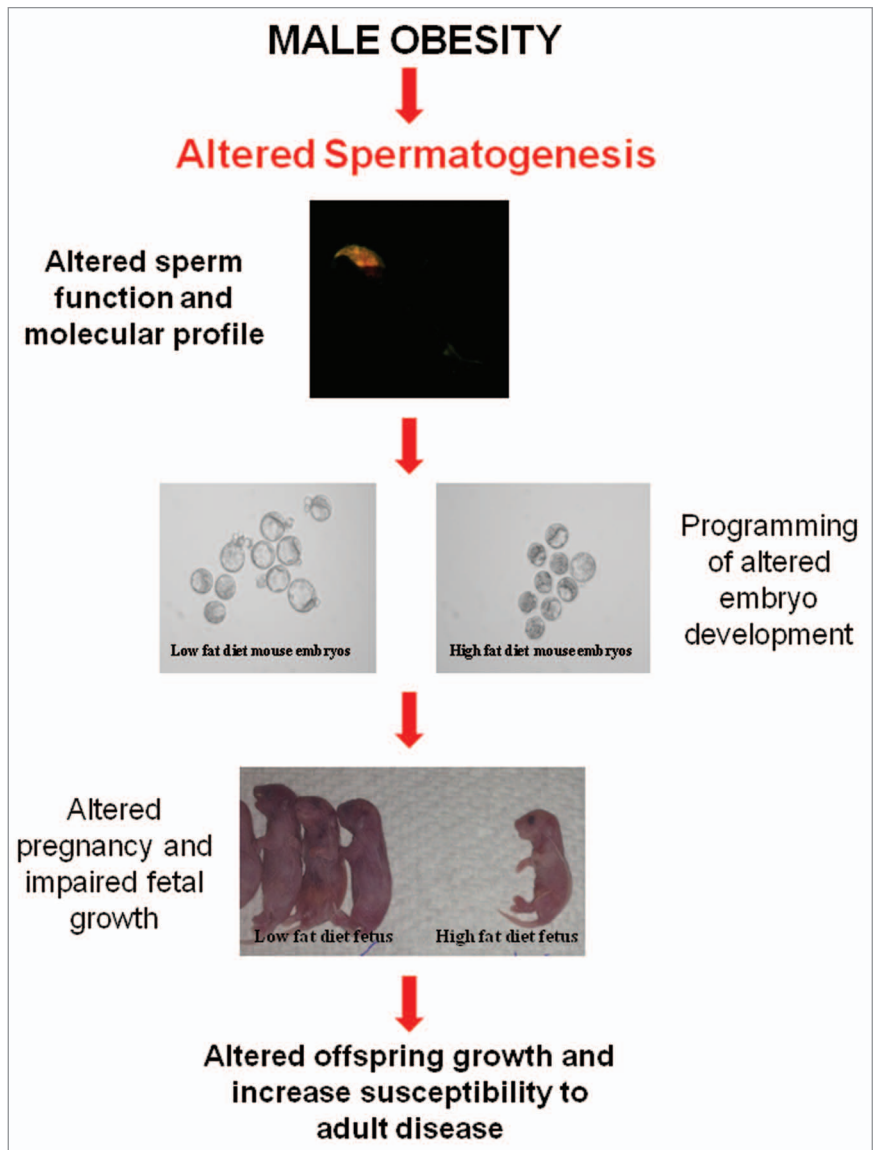 MALE OBESITY
Altered Spermatogenesis
Altered sperm
function and
molecular profile
Low fat diet mouse embryos
High fat diet mouse embryos
Programming
of altered
embryo
development
Altered
pregnancy and
impaired fetal
growth
Low fat diet fetus
High fat diet fetus
Altered offspring growth and
increase susceptibility to
adult disease